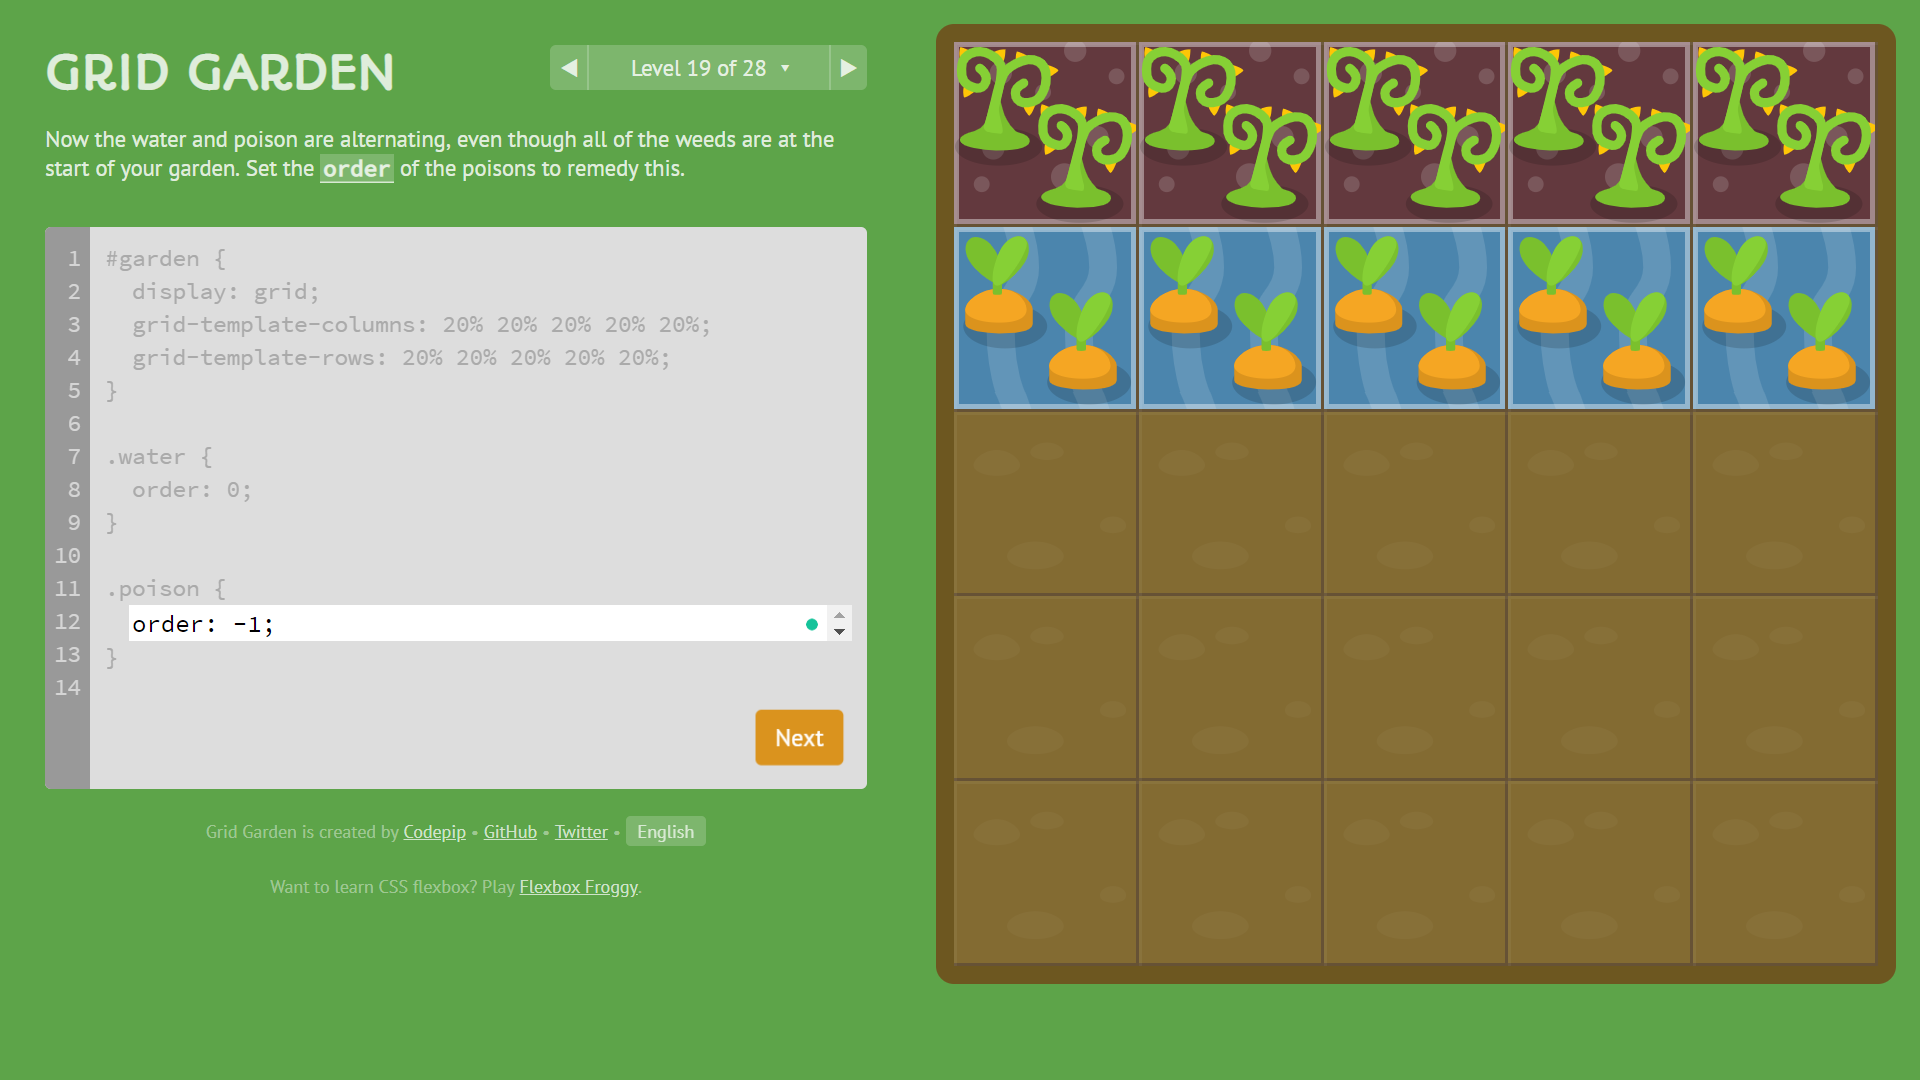 GRID GARDEN
◀ Level 19 of 28 ▾ ▶
Now the water and poison are alternating, even though all of the weeds are at the
start of your garden. Set the order of the poisons to remedy this.
1 #garden {
2 display: grid;
3 grid-template-columns: 20% 20% 20% 20% 20%;
4 grid-template-rows: 20% 20% 20% 20% 20%;
5 }
6
7 .water {
8 order: 0;
9 }
10
11 .poison {
12 order: -1;
13 }
14
Next
Grid Garden is created by Codepip • GitHub • Twitter • English
Want to learn CSS flexbox? Play Flexbox Froggy.